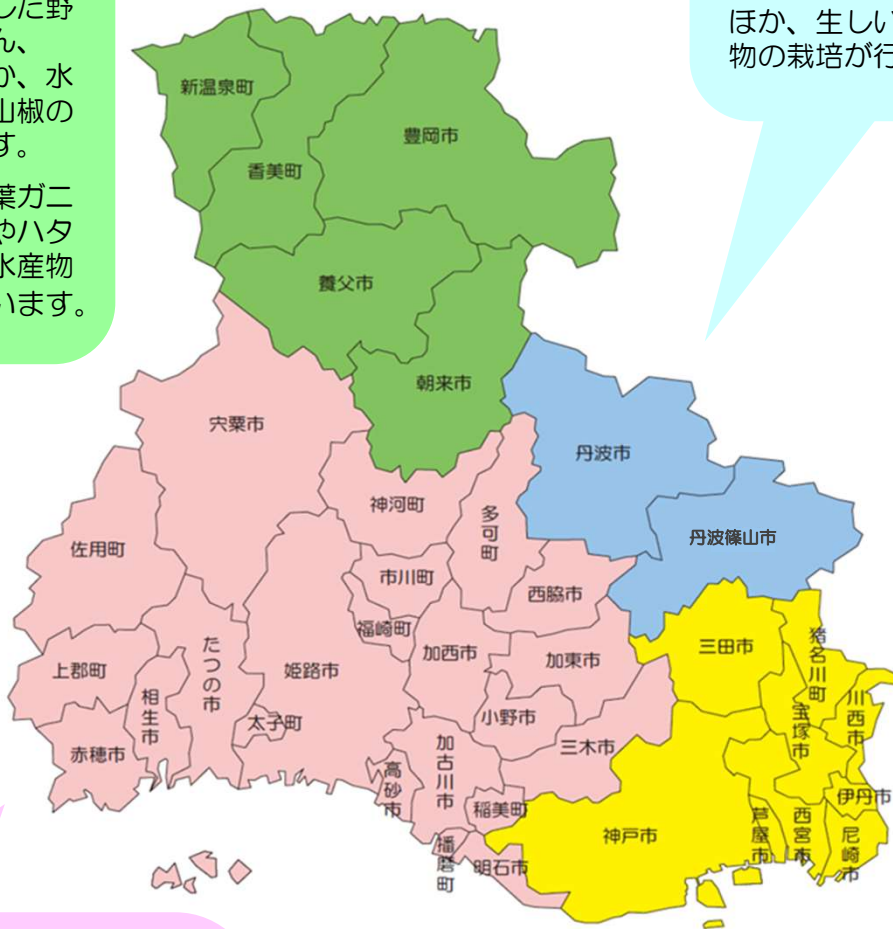 した野
ん、
か、水
山椒の
す。
葉ガニ
やハタ
水産物
います。
ほか、生しい
物の栽培が行
新温泉町
香美町
豊岡市
養父市
朝来市
宍粟市
丹波市
神河町
多可町
丹波篠山市
佐用町
市川町
西脇市
福崎町
三田市
猪名川町
たつの市
加西市
加東市
上郡町
姫路市
相生市
川西市
宝塚市
太子町
小野市
赤穂市
三木市
加古川市
高砂市
稲美町
伊丹市
神戸市
芦屋市
西宮市
尼崎市
播磨町
明石市